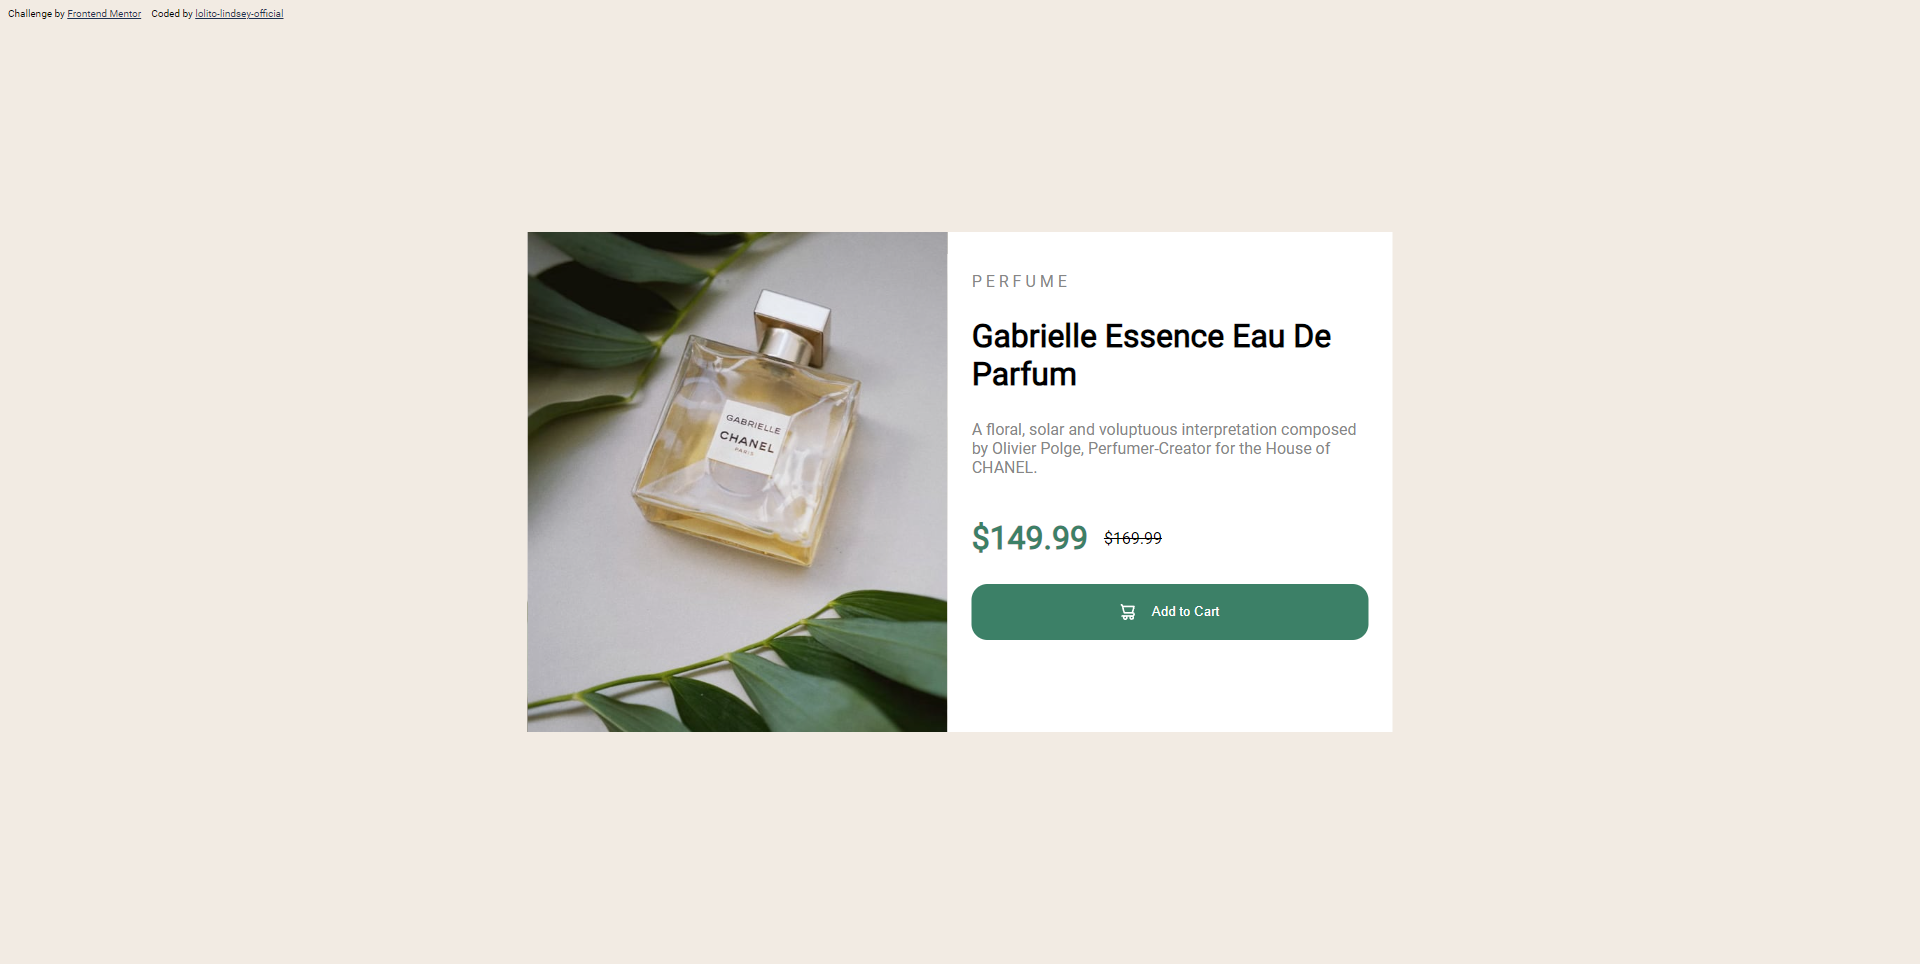 Challenge by Frontend Mentor Coded by lolito-lindsey-official
GABRIELLE
CHANEL
PARIS
PERFUME
Gabrielle Essence Eau De
Parfum
A floral, solar and voluptuous interpretation composed
by Olivier Polge, Perfumer-Creator for the House of
CHANEL.
$149.99 $169.99
Add to Cart